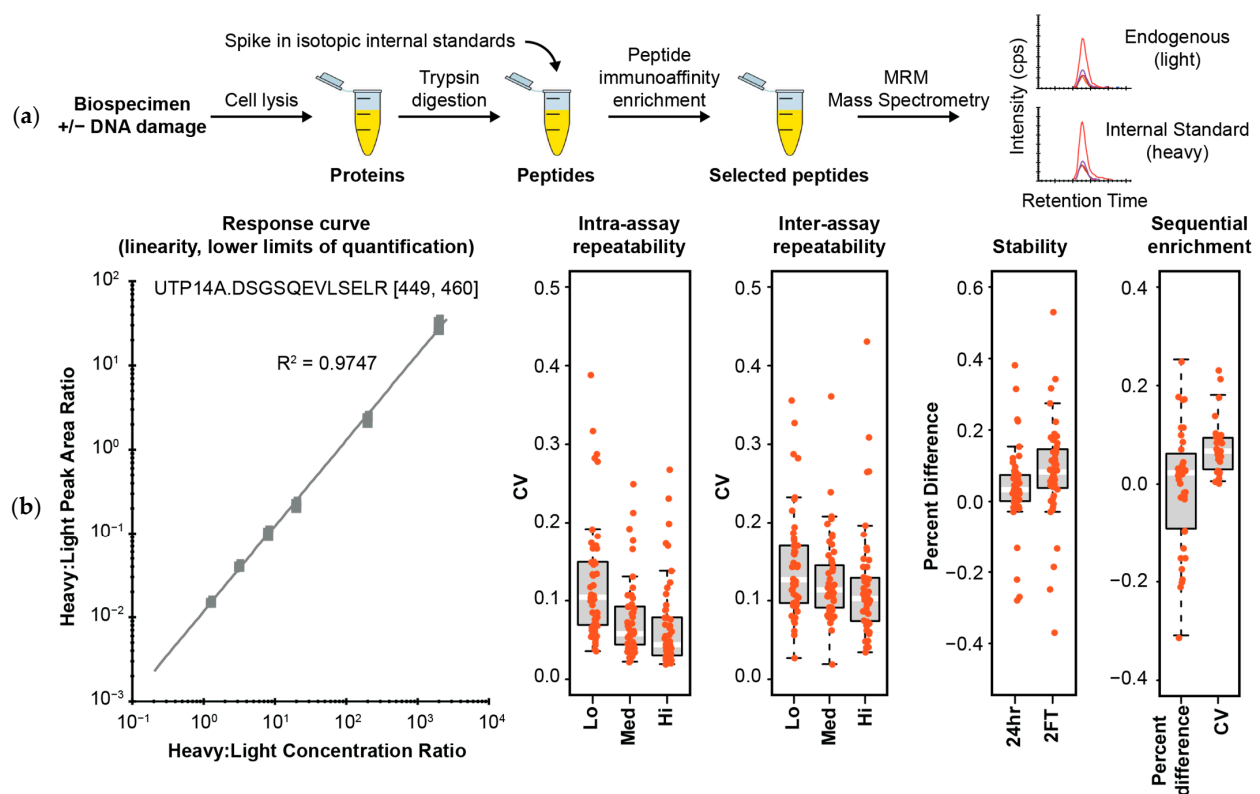 (a)
Biospecimen
+/− DNA damage
Cell lysis
Proteins
Spike in isotopic internal standards
Trypsin
digestion
Peptides
Peptide
immunoaffinity
enrichment
Selected peptides
MRM
Mass Spectrometry
Intensity (cps)
Endogenous
(light)
Internal Standard
(heavy)
Retention Time
(b)
Response curve
(linearity, lower limits of quantification)
UTP14A.DSGSQEVLSELR [449, 460]
R² = 0.9747
Heavy:Light Peak Area Ratio
10²
10¹
10⁰
10⁻¹
10⁻²
10⁻³
10⁻¹
10⁰
10¹
10²
10³
10⁴
Heavy:Light Concentration Ratio
Intra-assay
repeatability
CV
0.5
0.4
0.3
0.2
0.1
0.0
Lo
Med
Hi
Inter-assay
repeatability
CV
0.5
0.4
0.3
0.2
0.1
0.0
Lo
Med
Hi
Stability
Percent Difference
0.6
0.4
0.2
0.0
−0.2
−0.4
24hr
2FT
Sequential
enrichment
0.4
0.2
0.0
−0.2
−0.4
Percent
difference
CV